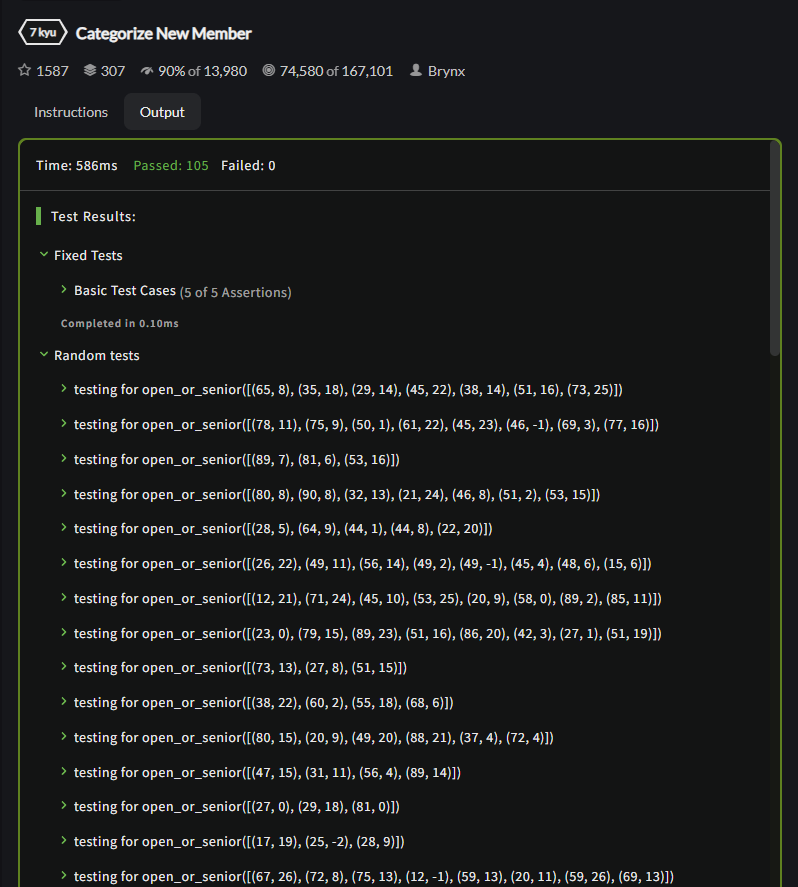 7 kyu Categorize New Member
1587 307 90% of 13,980 74,580 of 167,101 Brynx
Instructions Output
Time: 586ms Passed: 105 Failed: 0
Test Results:
Fixed Tests
Basic Test Cases (5 of 5 Assertions)
Completed in 0.10ms
Random tests
testing for open_or_senior([(65, 8), (35, 18), (29, 14), (45, 22), (38, 14), (51, 16), (73, 25)])
testing for open_or_senior([(78, 11), (75, 9), (50, 1), (61, 22), (45, 23), (46, -1), (69, 3), (77, 16)])
testing for open_or_senior([(89, 7), (81, 6), (53, 16)])
testing for open_or_senior([(80, 8), (90, 8), (32, 13), (21, 24), (46, 8), (51, 2), (53, 15)])
testing for open_or_senior([(28, 5), (64, 9), (44, 1), (44, 8), (22, 20)])
testing for open_or_senior([(26, 22), (49, 11), (56, 14), (49, 2), (49, -1), (45, 4), (48, 6), (15, 6)])
testing for open_or_senior([(12, 21), (71, 24), (45, 10), (53, 25), (20, 9), (58, 0), (89, 2), (85, 11)])
testing for open_or_senior([(23, 0), (79, 15), (89, 23), (51, 16), (86, 20), (42, 3), (27, 1), (51, 19)])
testing for open_or_senior([(73, 13), (27, 8), (51, 15)])
testing for open_or_senior([(38, 22), (60, 2), (55, 18), (68, 6)])
testing for open_or_senior([(80, 15), (20, 9), (49, 20), (88, 21), (37, 4), (72, 4)])
testing for open_or_senior([(47, 15), (31, 11), (56, 4), (89, 14)])
testing for open_or_senior([(27, 0), (29, 18), (81, 0)])
testing for open_or_senior([(17, 19), (25, -2), (28, 9)])
testing for open_or_senior([(67, 26), (72, 8), (75, 13), (12, -1), (59, 13), (20, 11), (59, 26), (69, 13)])